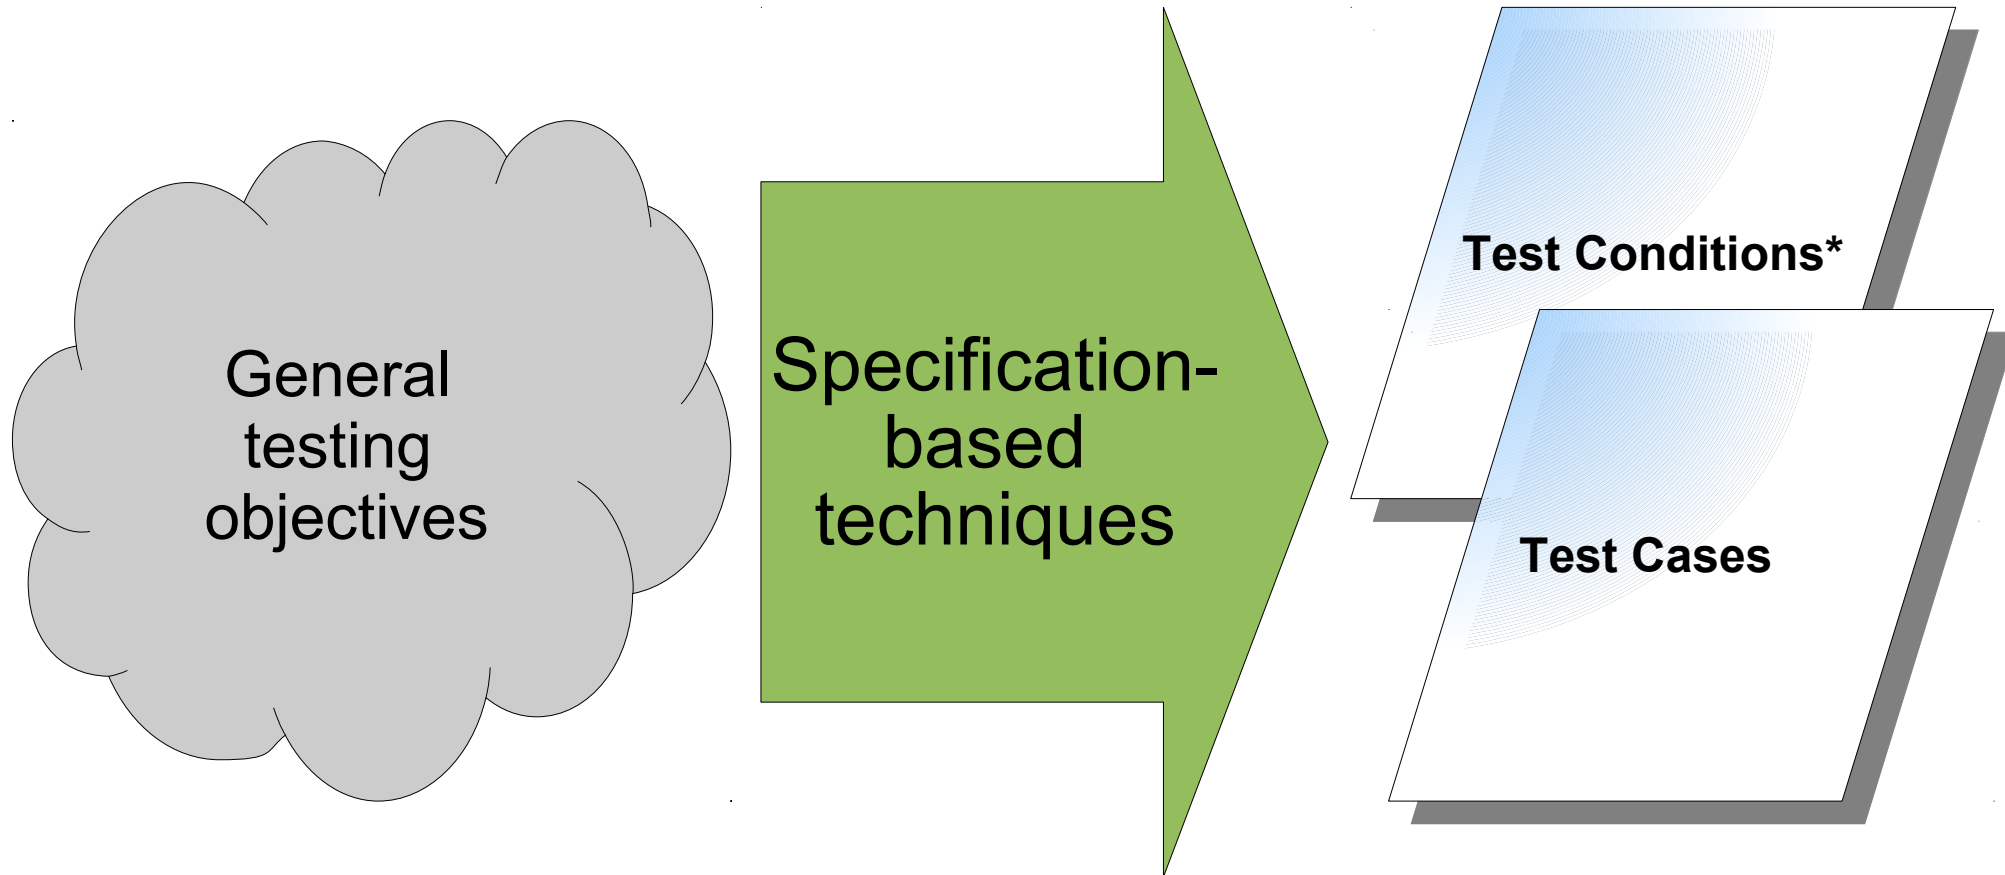 General
testing
objectives
Specification-
based
techniques
Test Conditions*
Test Cases